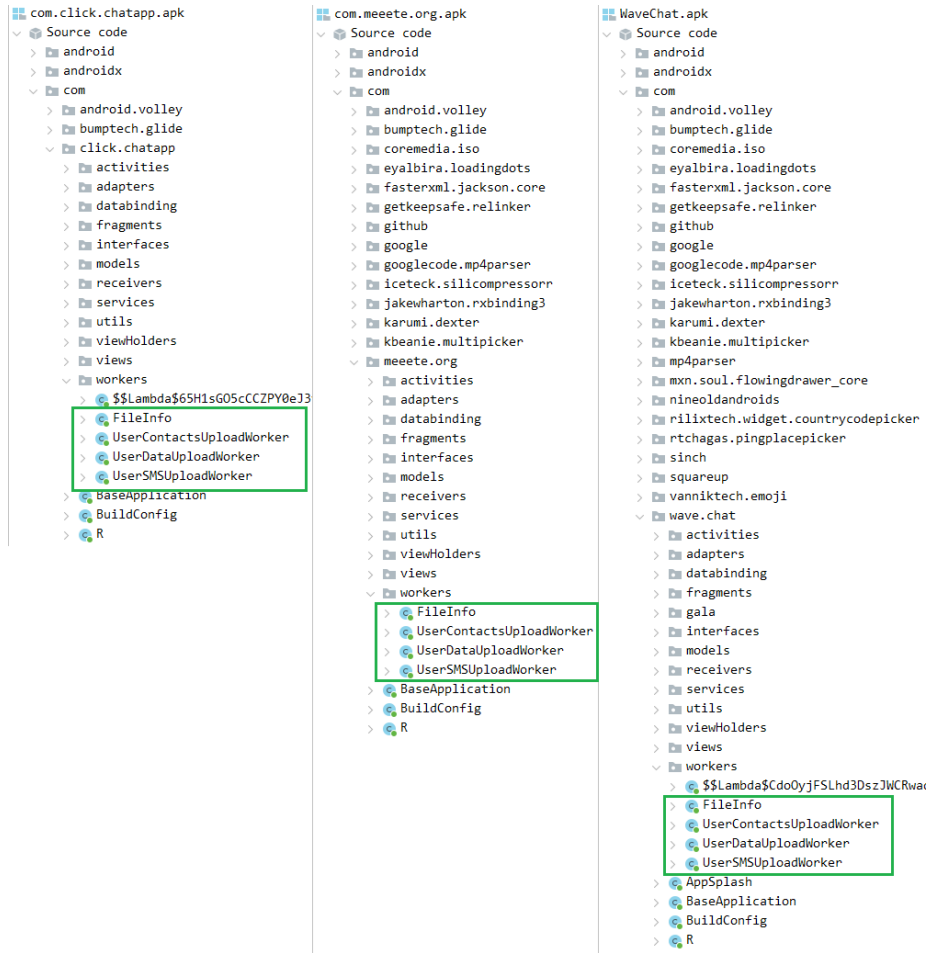 com.click.chatapp.apk
Source code
android
androidx
com
android.volley
bumptech.glide
click.chatapp
activities
adapters
databinding
fragments
interfaces
models
receivers
services
utils
viewHolders
views
workers
$$Lambda$65H1sGO5cCCZPY0eJ3
FileInfo
UserContactsUploadWorker
UserDataUploadWorker
UserSMSUploadWorker
BaseApplication
BuildConfig
R
com.meeete.org.apk
Source code
android
androidx
com
android.volley
bumptech.glide
coremedia.iso
eyalbira.loadingdots
fasterxml.jackson.core
getkeepsafe.relinker
github
google
googlecode.mp4parser
iceteck.silicompressorr
jakewharton.rxbinding3
karumi.dexter
kbeanie.multipicker
meeete.org
activities
adapters
databinding
fragments
interfaces
models
receivers
services
utils
viewHolders
views
workers
FileInfo
UserContactsUploadWorker
UserDataUploadWorker
UserSMSUploadWorker
BaseApplication
BuildConfig
R
WaveChat.apk
Source code
android
androidx
com
android.volley
bumptech.glide
coremedia.iso
eyalbira.loadingdots
fasterxml.jackson.core
getkeepsafe.relinker
github
google
googlecode.mp4parser
iceteck.silicompressorr
jakewharton.rxbinding3
karumi.dexter
kbeanie.multipicker
mp4parser
mxn.soul.flowingdrawer_core
nineoldandroids
rilixtech.widget.countrycodepicker
rtchagas.pingplacepicker
sinch
squareup
vanniktech.emoji
wave.chat
activities
adapters
databinding
fragments
gala
interfaces
models
receivers
services
utils
viewHolders
views
workers
$$Lambda$CdoOyjFSLhd3DszJWCRwac
FileInfo
UserContactsUploadWorker
UserDataUploadWorker
UserSMSUploadWorker
AppSplash
BaseApplication
BuildConfig
R